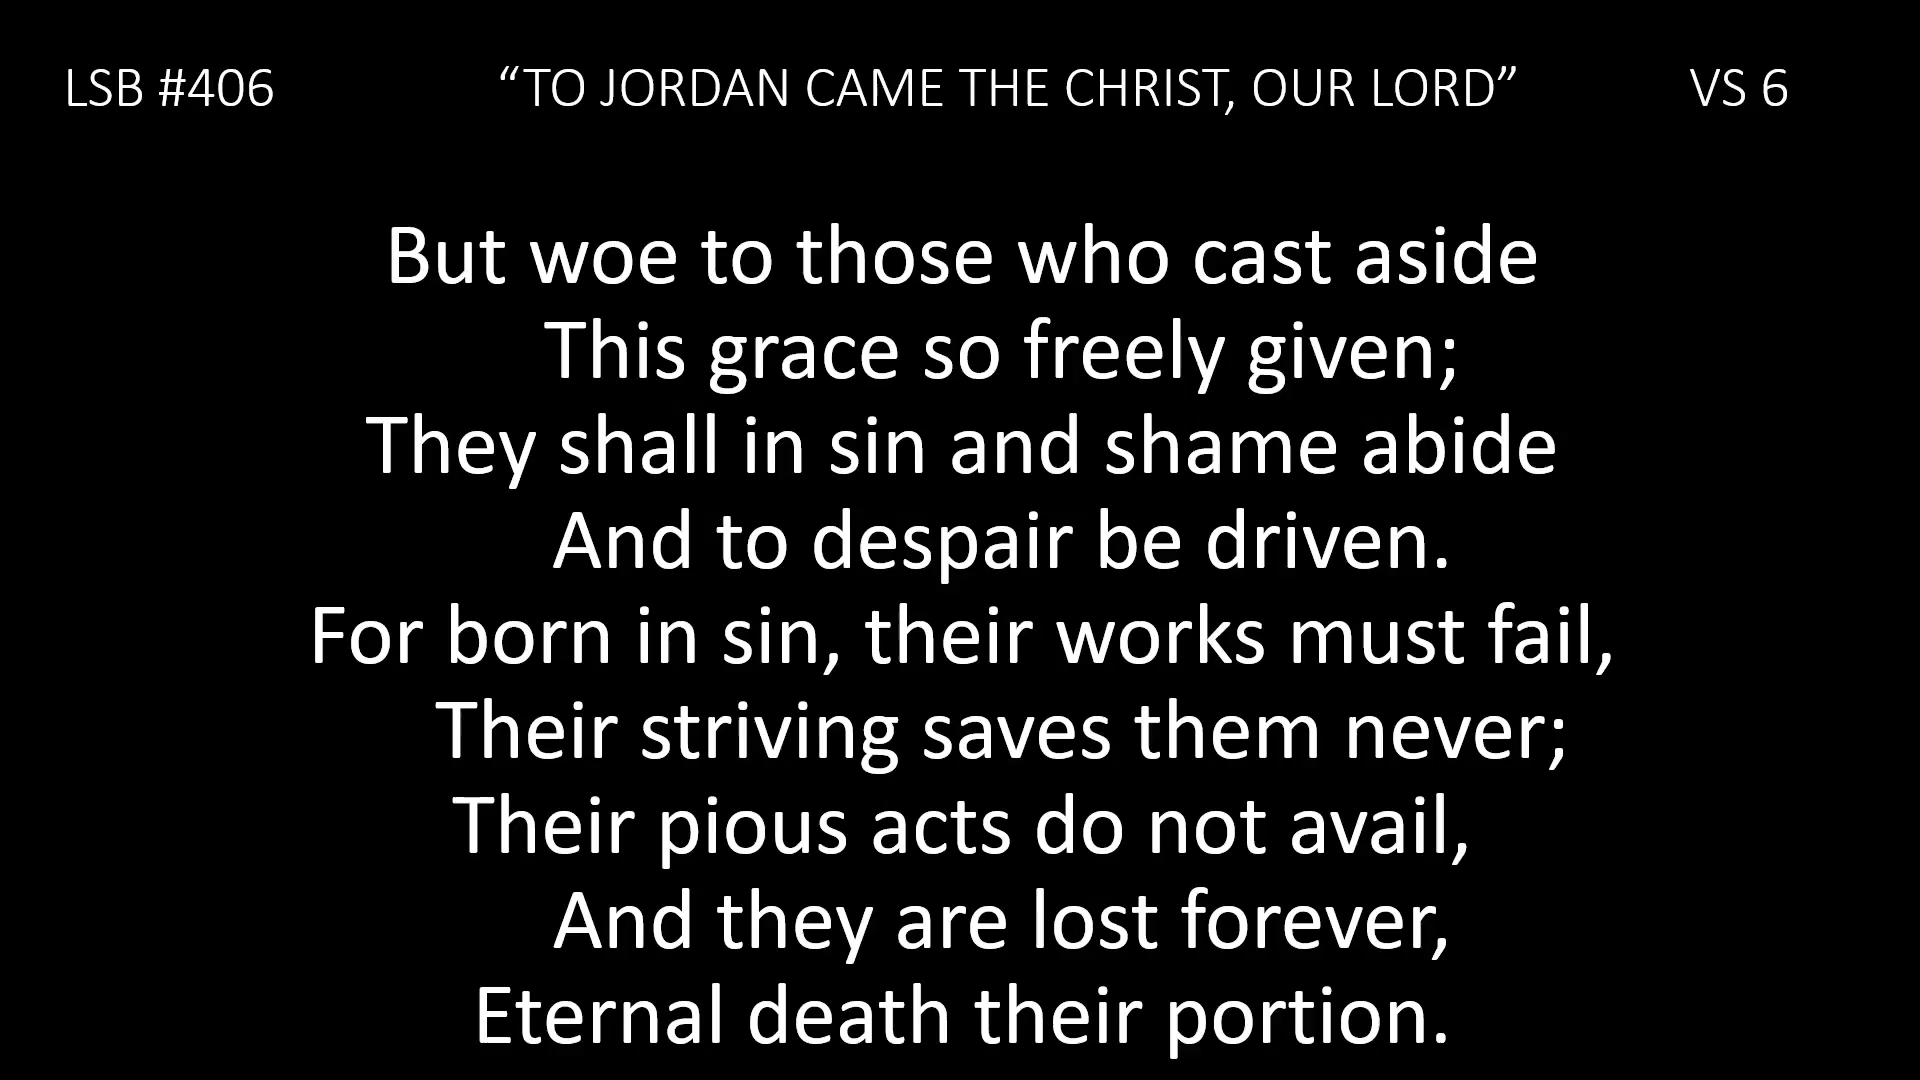 LSB #406 “TO JORDAN CAME THE CHRIST, OUR LORD” VS 6
But woe to those who cast aside
This grace so freely given;
They shall in sin and shame abide
And to despair be driven.
For born in sin, their works must fail,
Their striving saves them never;
Their pious acts do not avail,
And they are lost forever,
Eternal death their portion.